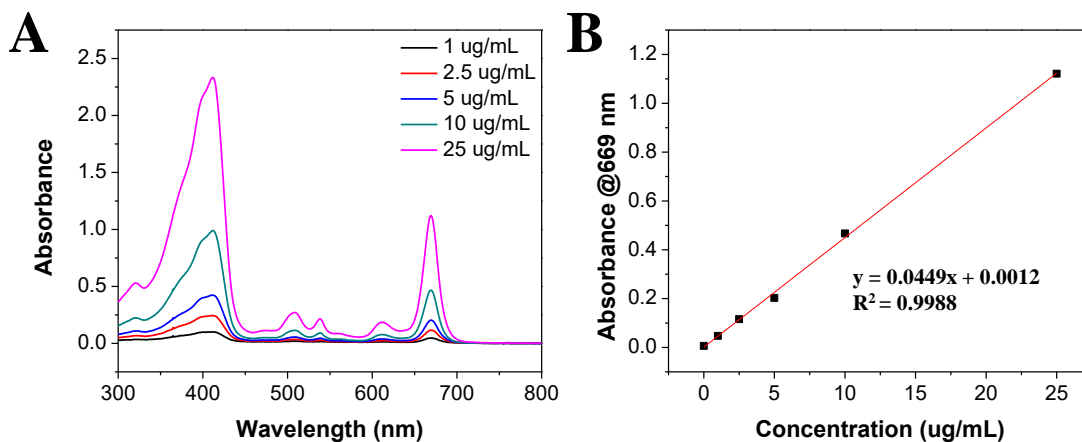 A
2.5
2.0
1.5
1.0
0.5
0.0
Absorbance
1 ug/mL
2.5 ug/mL
5 ug/mL
10 ug/mL
25 ug/mL
300
400
500
600
700
800
Wavelength (nm)
B
1.2
1.0
0.8
0.6
0.4
0.2
0.0
Absorbance @669 nm
y = 0.0449x + 0.0012
R² = 0.9988
0
5
10
15
20
25
Concentration (ug/mL)